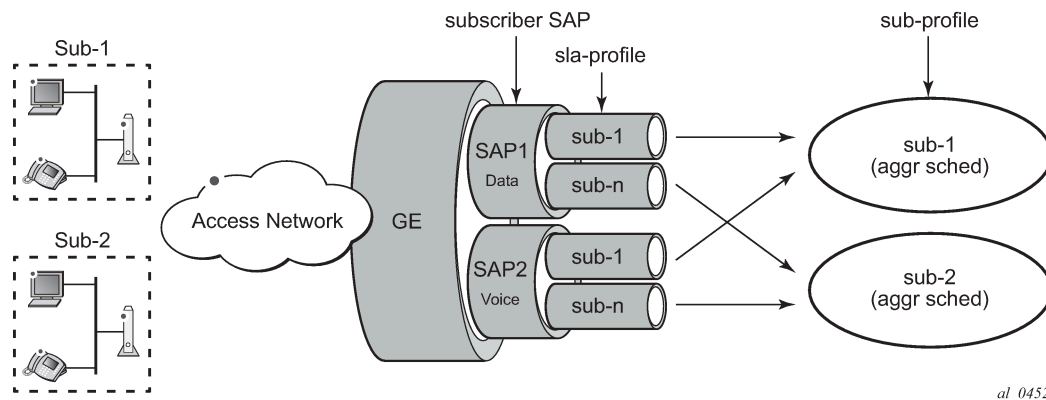 subscriber SAP
sub-profile
sla-profile
Sub-1
SAP1
Data
sub-1
sub-n
sub-1
(aggr sched)
Access Network
GE
Sub-2
SAP2
Voice
sub-1
sub-n
sub-2
(aggr sched)
al_0452